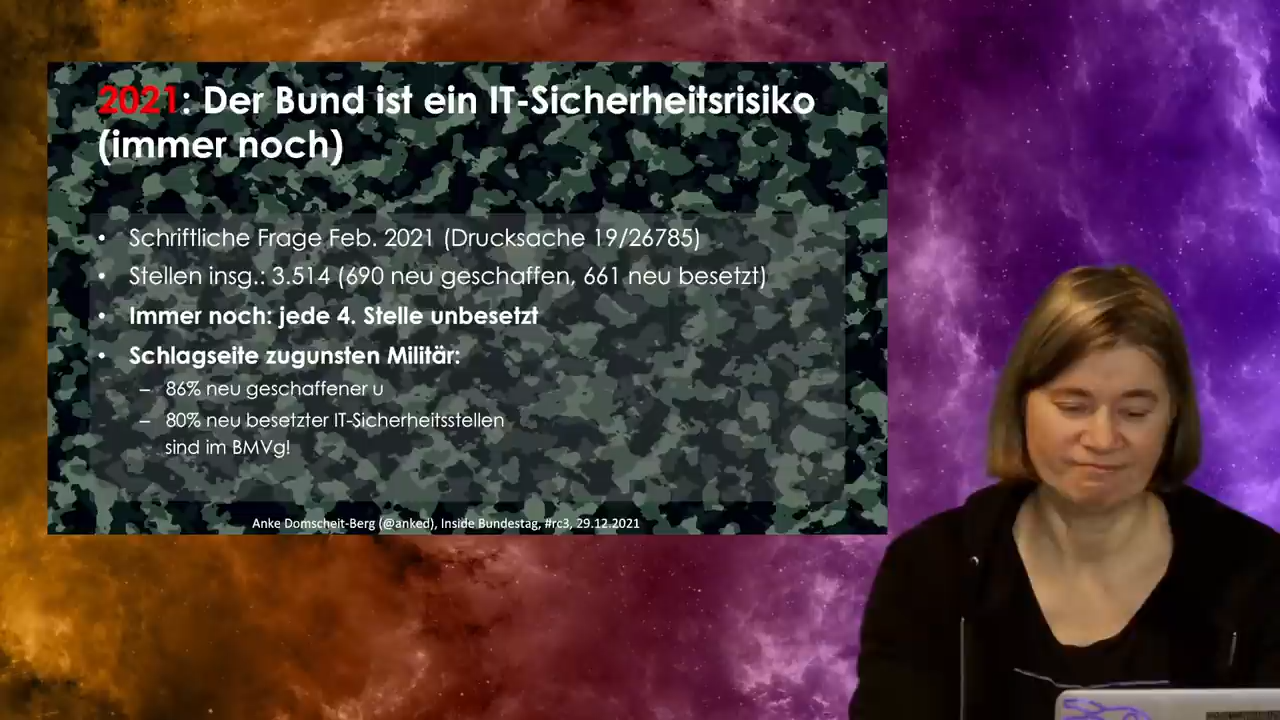 2021: Der Bund ist ein IT-Sicherheitsrisiko
(immer noch)
• Schriftliche Frage Feb. 2021 (Drucksache 19/26785)
• Stellen insg.: 3.514 (690 neu geschaffen, 661 neu besetzt)
• Immer noch: jede 4. Stelle unbesetzt
• Schlagseite zugunsten Militär:
– 86% neu geschaffener u
– 80% neu besetzter IT-Sicherheitsstellen
sind im BMVg!
Anke Domscheit-Berg (@anked), Inside Bundestag, #rc3, 29.12.2021